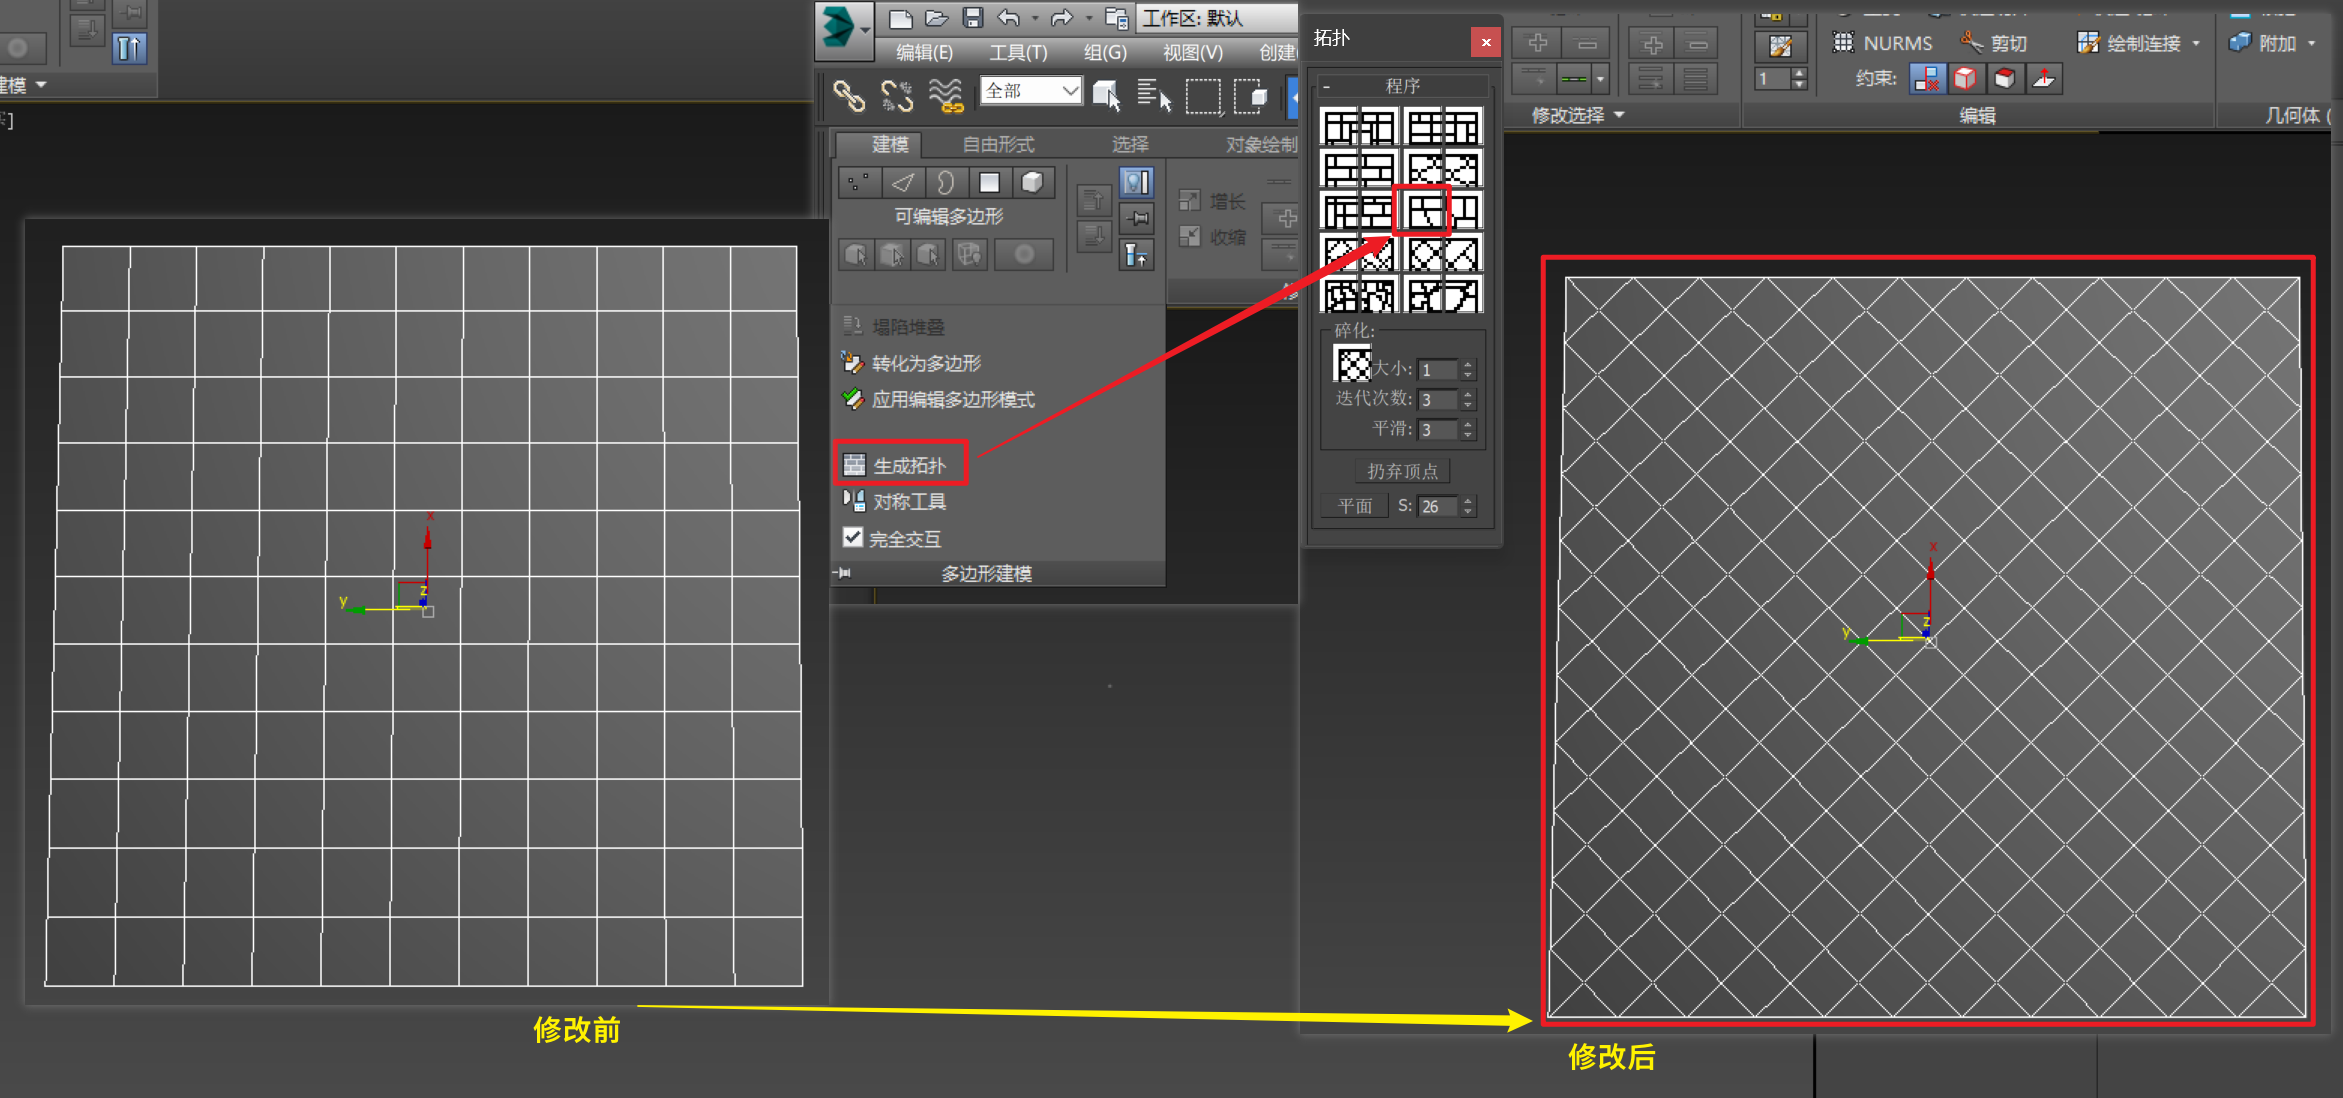 工作区: 默认
编辑(E)
工具(T)
组(G)
视图(V)
创建(
全部
建模
自由形式
选择
对象绘制
可编辑多边形
增长
收缩
塌陷堆叠
转化为多边形
应用编辑多边形模式
生成拓扑
对称工具
完全交互
多边形建模
建模
拓扑
x
- 程序
碎化:
大小: 1
迭代次数: 3
平滑: 3
扔弃顶点
平面
S: 26
修改选择
NURMS
剪切
绘制连接
附加
1
约束:
编辑
几何体 (
x
y
z
x
y
z
修改前
修改后